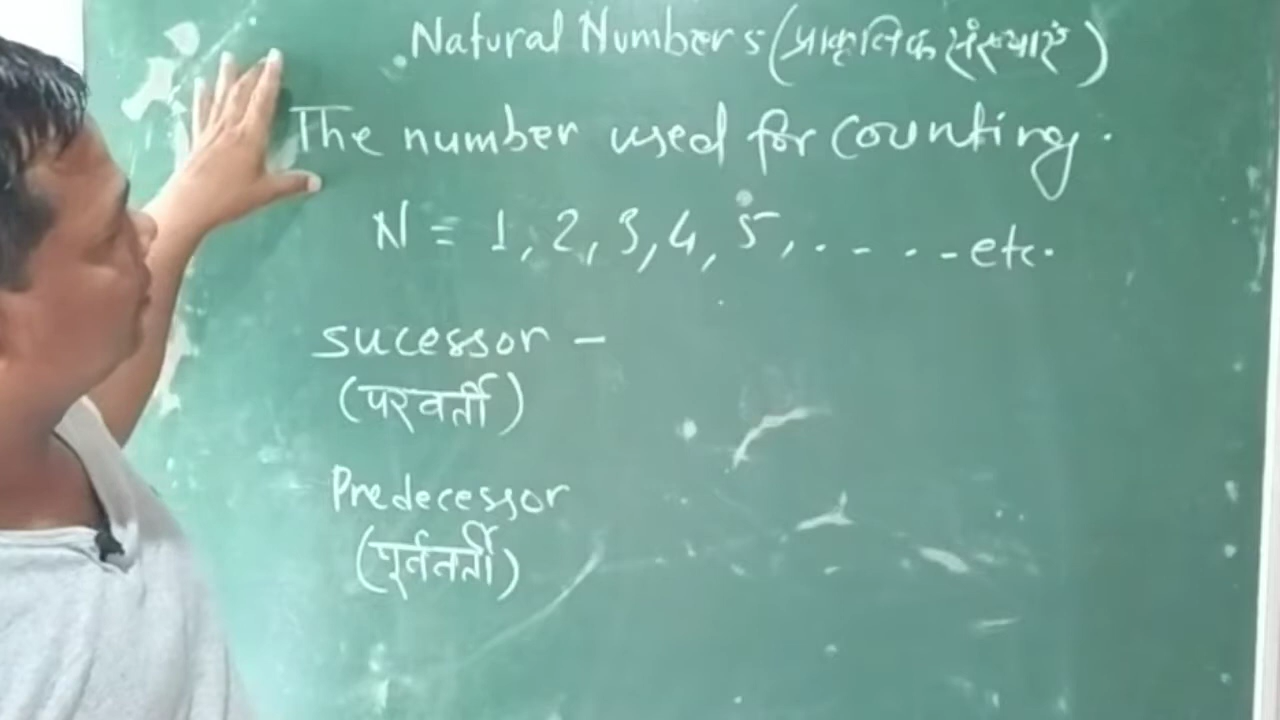 Natural Numbers (प्राकृतिक संख्याएं)
The number used for counting.
N = 1, 2, 3, 4, 5, . - - . . - etc.
sucessor -
(परवर्ती)
Predecessor
(पूर्ववर्ती)